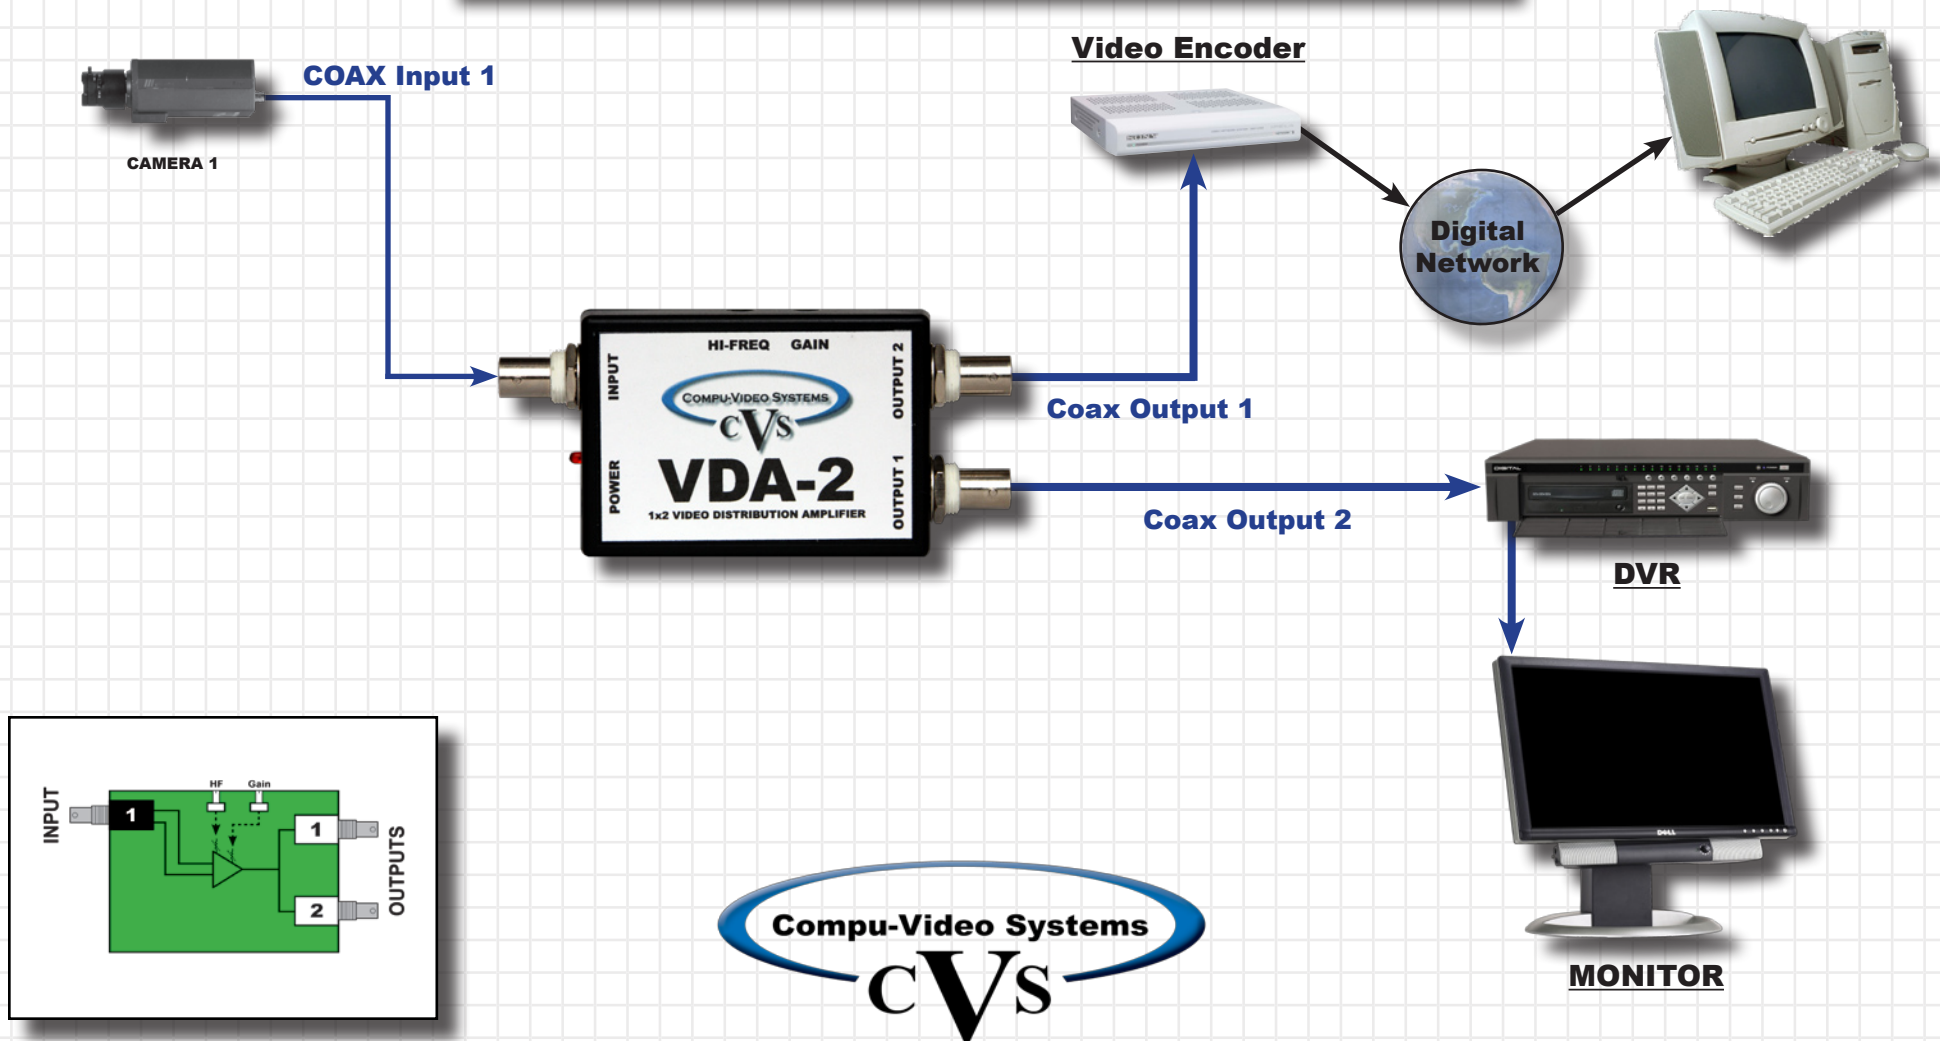 COAX Input 1
CAMERA 1
Video Encoder
Digital
Network
HI-FREQ GAIN
INPUT
OUTPUT 2
COMPU-VIDEO SYSTEMS
CVS
POWER
VDA-2
OUTPUT 1
1x2 VIDEO DISTRIBUTION AMPLIFIER
Coax Output 1
Coax Output 2
DIGITAL
DVR
DELL
MONITOR
HF Gain
INPUT
1
1
2
OUTPUTS
Compu-Video Systems
CVS